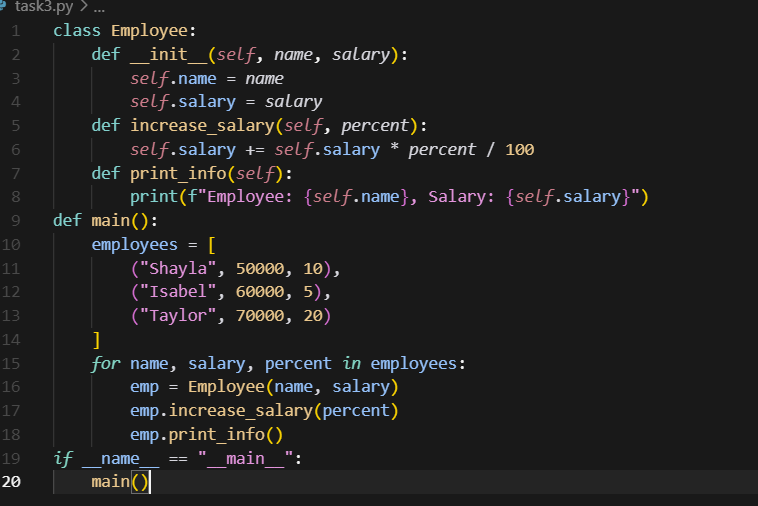 task3.py > ...
1 class Employee:
2     def __init__(self, name, salary):
3         self.name = name
4         self.salary = salary
5     def increase_salary(self, percent):
6         self.salary += self.salary * percent / 100
7     def print_info(self):
8         print(f"Employee: {self.name}, Salary: {self.salary}")
9 def main():
10     employees = [
11         ("Shayla", 50000, 10),
12         ("Isabel", 60000, 5),
13         ("Taylor", 70000, 20)
14     ]
15     for name, salary, percent in employees:
16         emp = Employee(name, salary)
17         emp.increase_salary(percent)
18         emp.print_info()
19 if __name__ == "__main__":
20     main()